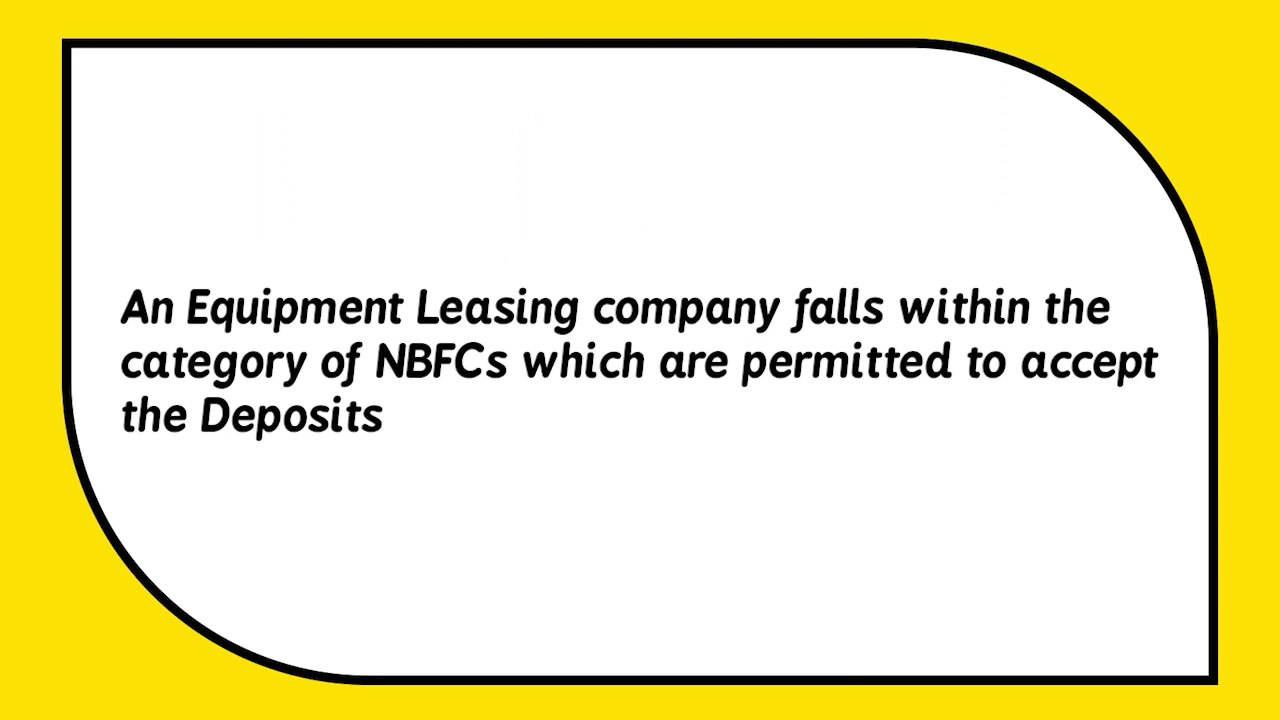 An Equipment Leasing company falls within the
category of NBFCs which are permitted to accept
the Deposits